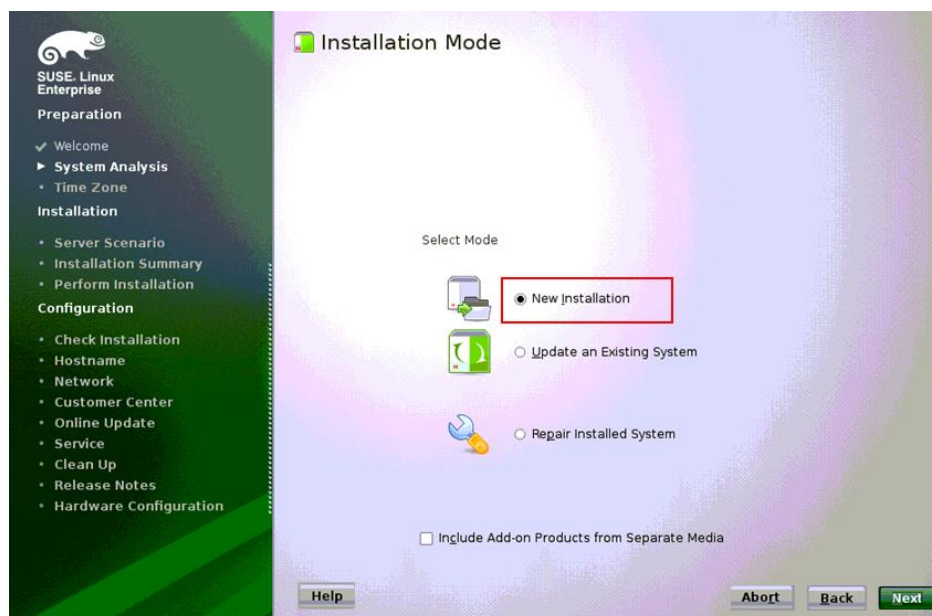 SUSE. Linux
Enterprise
Preparation
Welcome
System Analysis
Time Zone
Installation
Server Scenario
Installation Summary
Perform Installation
Configuration
Check Installation
Hostname
Network
Customer Center
Online Update
Service
Clean Up
Release Notes
Hardware Configuration
Installation Mode
Select Mode
New Installation
Update an Existing System
Repair Installed System
Include Add-on Products from Separate Media
Help
Abort
Back
Next